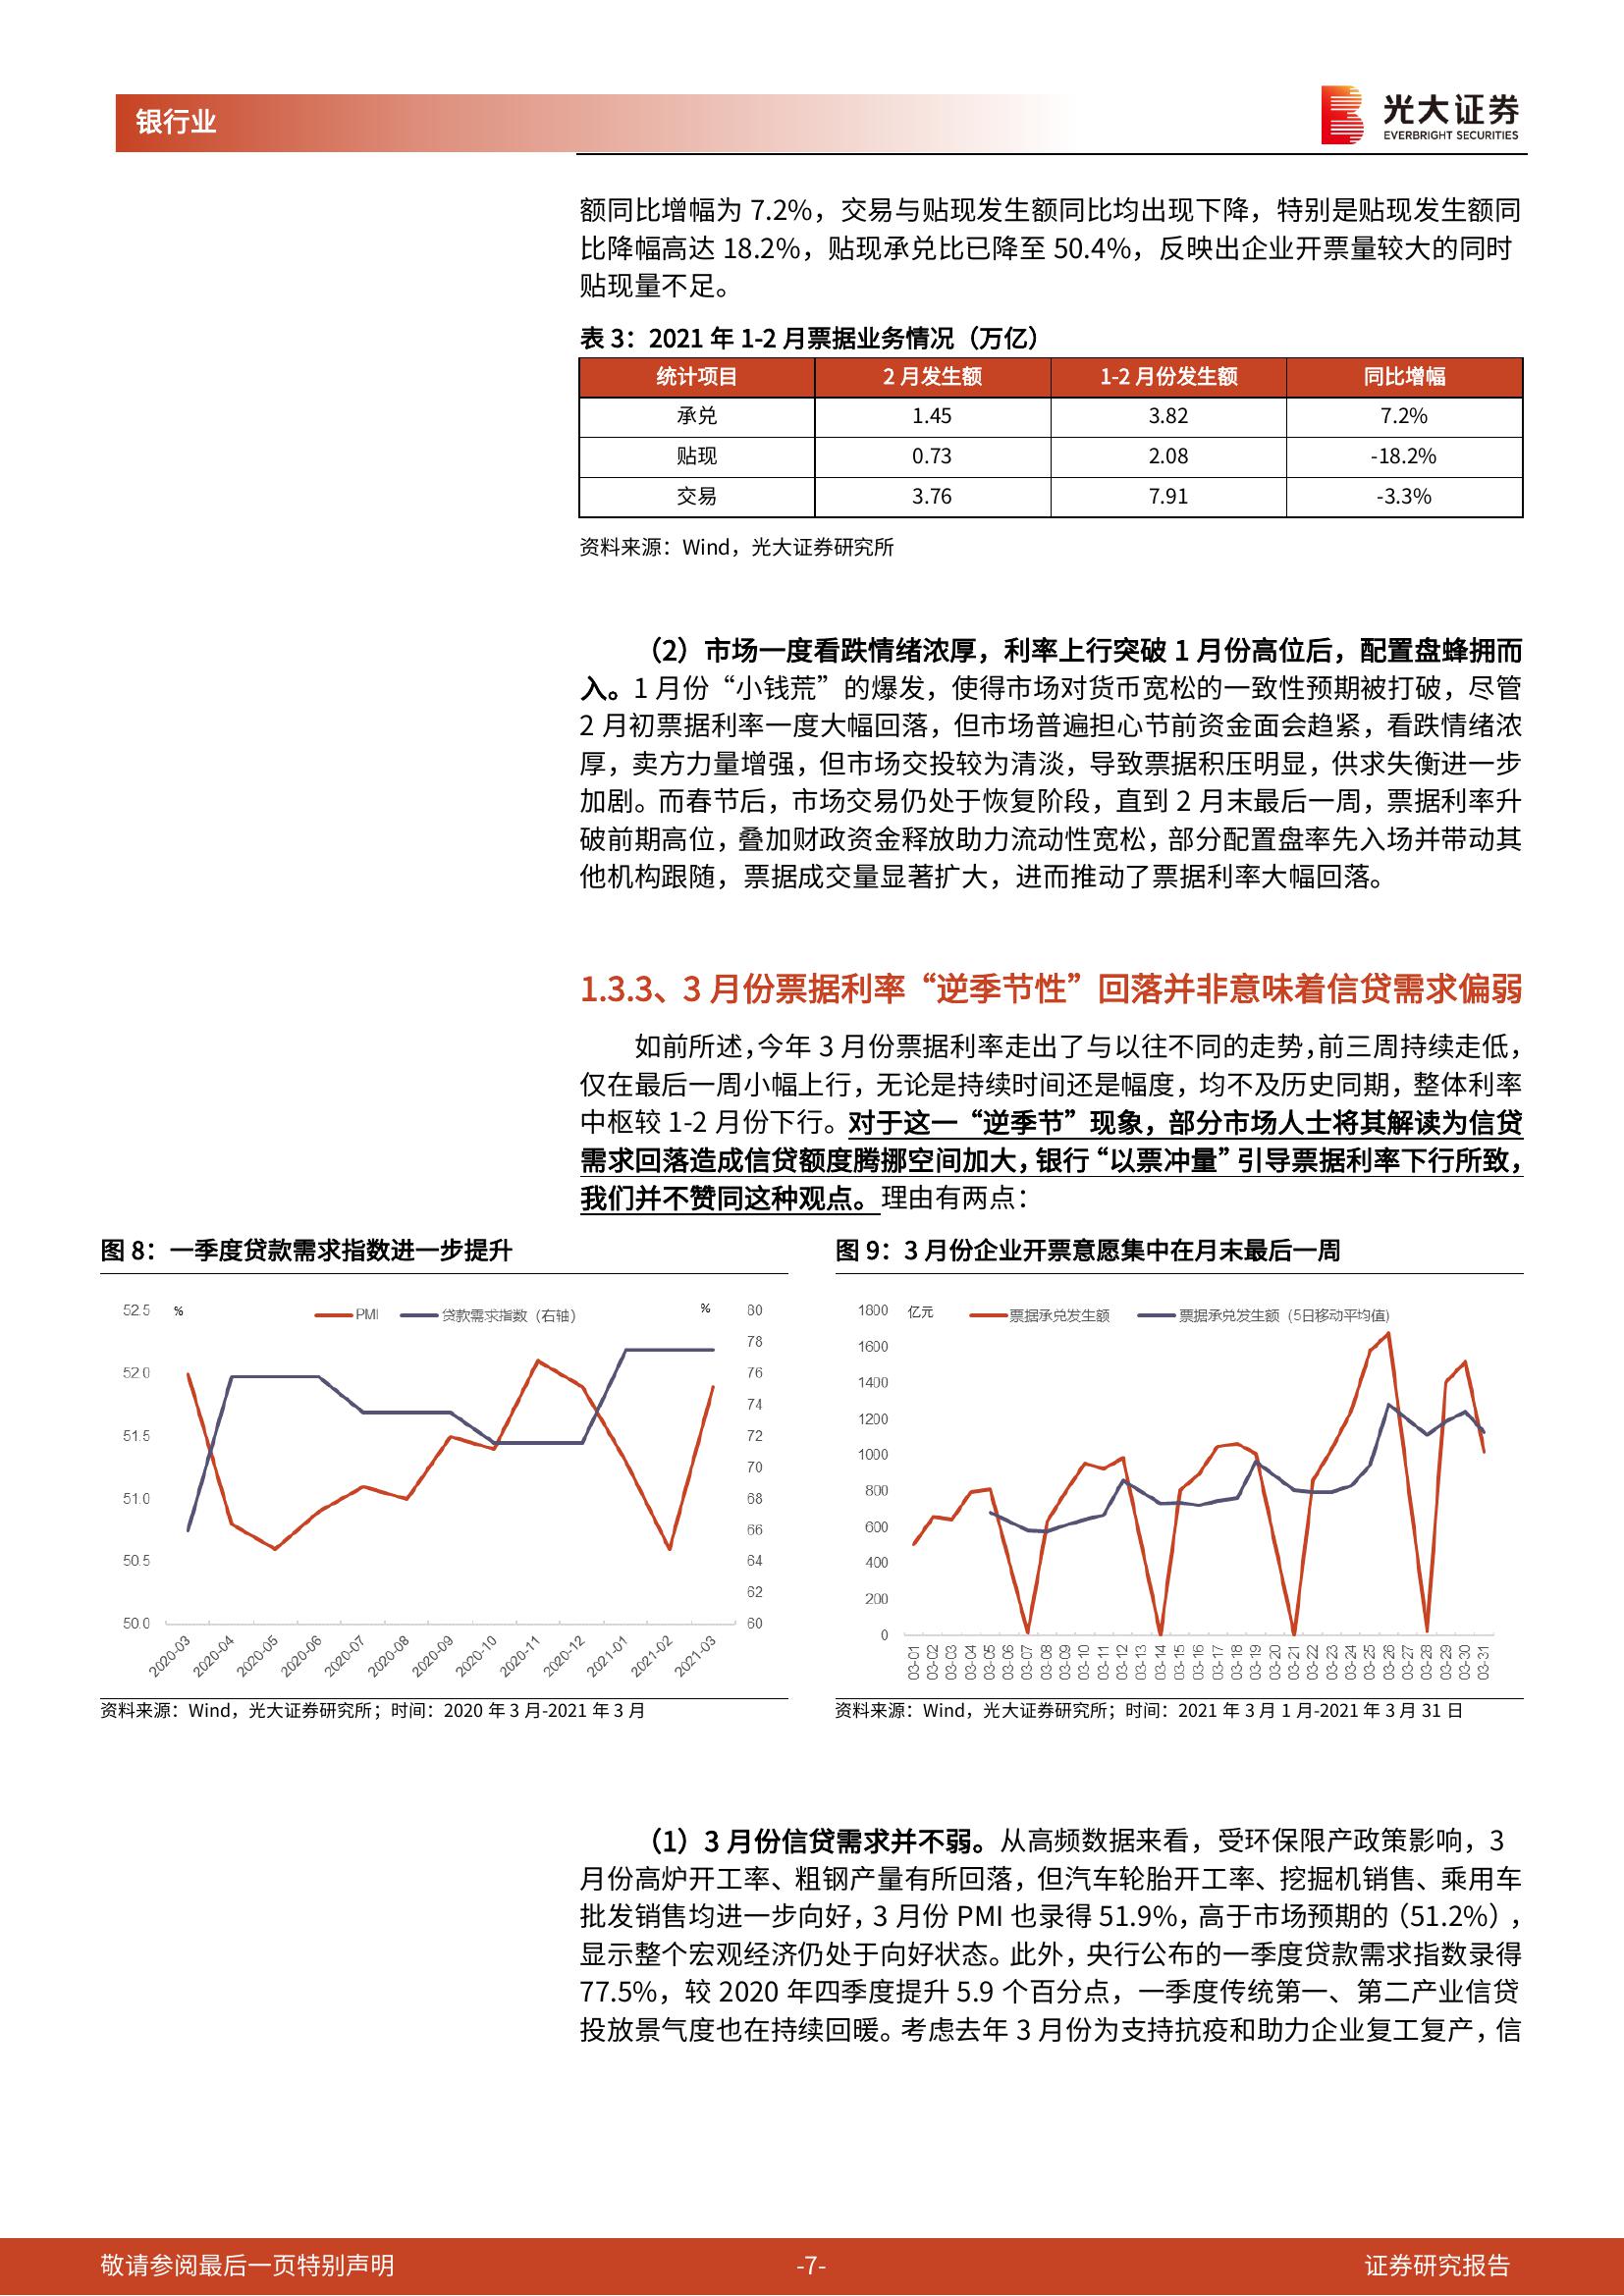 银行业
光大证券
EVERBRIGHT SECURITIES
额同比增幅为 7.2%，交易与贴现发生额同比均出现下降，特别是贴现发生额同
比降幅高达 18.2%，贴现承兑比已降至 50.4%，反映出企业开票量较大的同时
贴现量不足。
表 3：2021 年 1-2 月票据业务情况（万亿）
统计项目 2 月发生额 1-2 月份发生额 同比增幅
承兑 1.45 3.82 7.2%
贴现 0.73 2.08 -18.2%
交易 3.76 7.91 -3.3%
资料来源：Wind，光大证券研究所
（2）市场一度看跌情绪浓厚，利率上行突破 1 月份高位后，配置盘蜂拥而
入。1 月份“小钱荒”的爆发，使得市场对货币宽松的一致性预期被打破，尽管
2 月初票据利率一度大幅回落，但市场普遍担心节前资金面会趋紧，看跌情绪浓
厚，卖方力量增强，但市场交投较为清淡，导致票据积压明显，供求失衡进一步
加剧。而春节后，市场交易仍处于恢复阶段，直到 2 月末最后一周，票据利率升
破前期高位，叠加财政资金释放助力流动性宽松，部分配置盘率先入场并带动其
他机构跟随，票据成交量显著扩大，进而推动了票据利率大幅回落。
1.3.3、3 月份票据利率“逆季节性”回落并非意味着信贷需求偏弱
如前所述，今年 3 月份票据利率走出了与以往不同的走势，前三周持续走低，
仅在最后一周小幅上行，无论是持续时间还是幅度，均不及历史同期，整体利率
中枢较 1-2 月份下行。对于这一“逆季节”现象，部分市场人士将其解读为信贷
需求回落造成信贷额度腾挪空间加大，银行“以票冲量”引导票据利率下行所致，
我们并不赞同这种观点。理由有两点：
图 8：一季度贷款需求指数进一步提升
% PMI 贷款需求指数（右轴） %
52.5
52.0
51.5
51.0
50.5
50.0
80
78
76
74
72
70
68
66
64
62
60
2020-03 2020-04 2020-05 2020-06 2020-07 2020-08 2020-09 2020-10 2020-11 2020-12 2021-01 2021-02 2021-03
资料来源：Wind，光大证券研究所；时间：2020 年 3 月-2021 年 3 月
图 9：3 月份企业开票意愿集中在月末最后一周
亿元 票据承兑发生额 票据承兑发生额（5日移动平均值）
1800
1600
1400
1200
1000
800
600
400
200
0
03-01 03-02 03-03 03-04 03-05 03-06 03-07 03-08 03-09 03-10 03-11 03-12 03-13 03-14 03-15 03-16 03-17 03-18 03-19 03-20 03-21 03-22 03-23 03-24 03-25 03-26 03-27 03-28 03-29 03-30 03-31
资料来源：Wind，光大证券研究所；时间：2021 年 3 月 1 月-2021 年 3 月 31 日
（1）3 月份信贷需求并不弱。从高频数据来看，受环保限产政策影响，3
月份高炉开工率、粗钢产量有所回落，但汽车轮胎开工率、挖掘机销售、乘用车
批发销售均进一步向好，3 月份 PMI 也录得 51.9%，高于市场预期的（51.2%），
显示整个宏观经济仍处于向好状态。此外，央行公布的一季度贷款需求指数录得
77.5%，较 2020 年四季度提升 5.9 个百分点，一季度传统第一、第二产业信贷
投放景气度也在持续回暖。考虑去年 3 月份为支持抗疫和助力企业复工复产，信
敬请参阅最后一页特别声明 -7- 证券研究报告